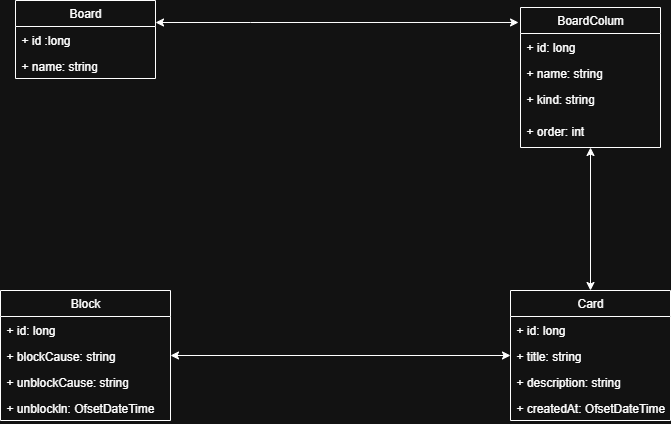 Board
+ id :long
+ name: string
BoardColum
+ id: long
+ name: string
+ kind: string
+ order: int
Block
+ id: long
+ blockCause: string
+ unblockCause: string
+ unblockIn: OfsetDateTime
Card
+ id: long
+ title: string
+ description: string
+ createdAt: OfsetDateTime